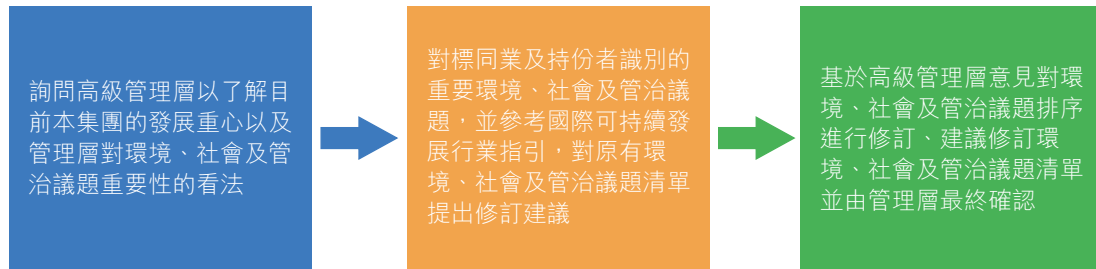 詢問高級管理層以了解目
前本集團的發展重心以及
管理層對環境、社會及管
治議題重要性的看法
對標同業及持份者識別的
重要環境、社會及管治議
題，並參考國際可持續發
展行業指引，對原有環
境、社會及管治議題清單
提出修訂建議
基於高級管理層意見對環
境、社會及管治議題排序
進行修訂、建議修訂環
境、社會及管治議題清單
並由管理層最終確認